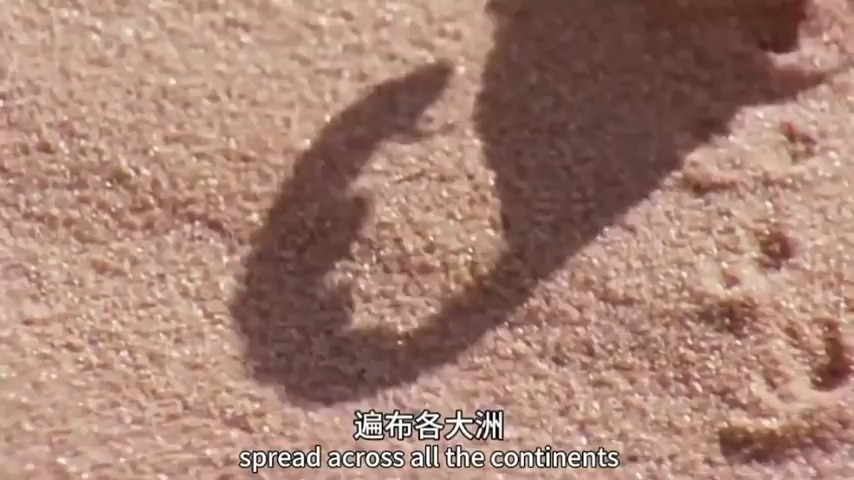 遍布各大洲
spread across all the continents